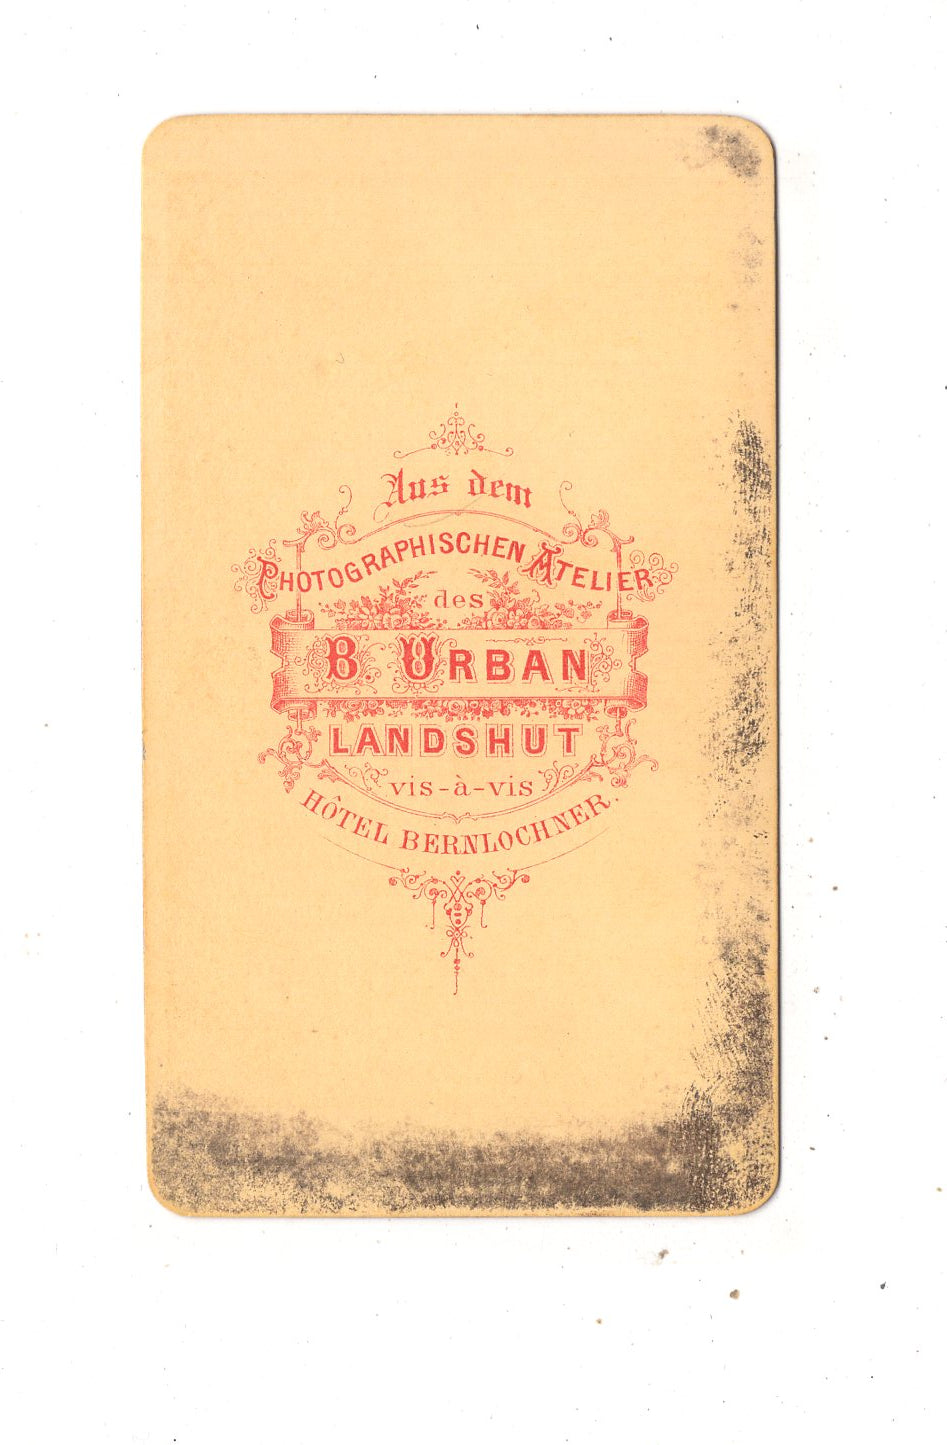 Aus dem
PHOTOGRAPHISCHEN ATELIER
des
B URBAN
LANDSHUT
vis-à-vis
HÔTEL BERNLOCHNER.